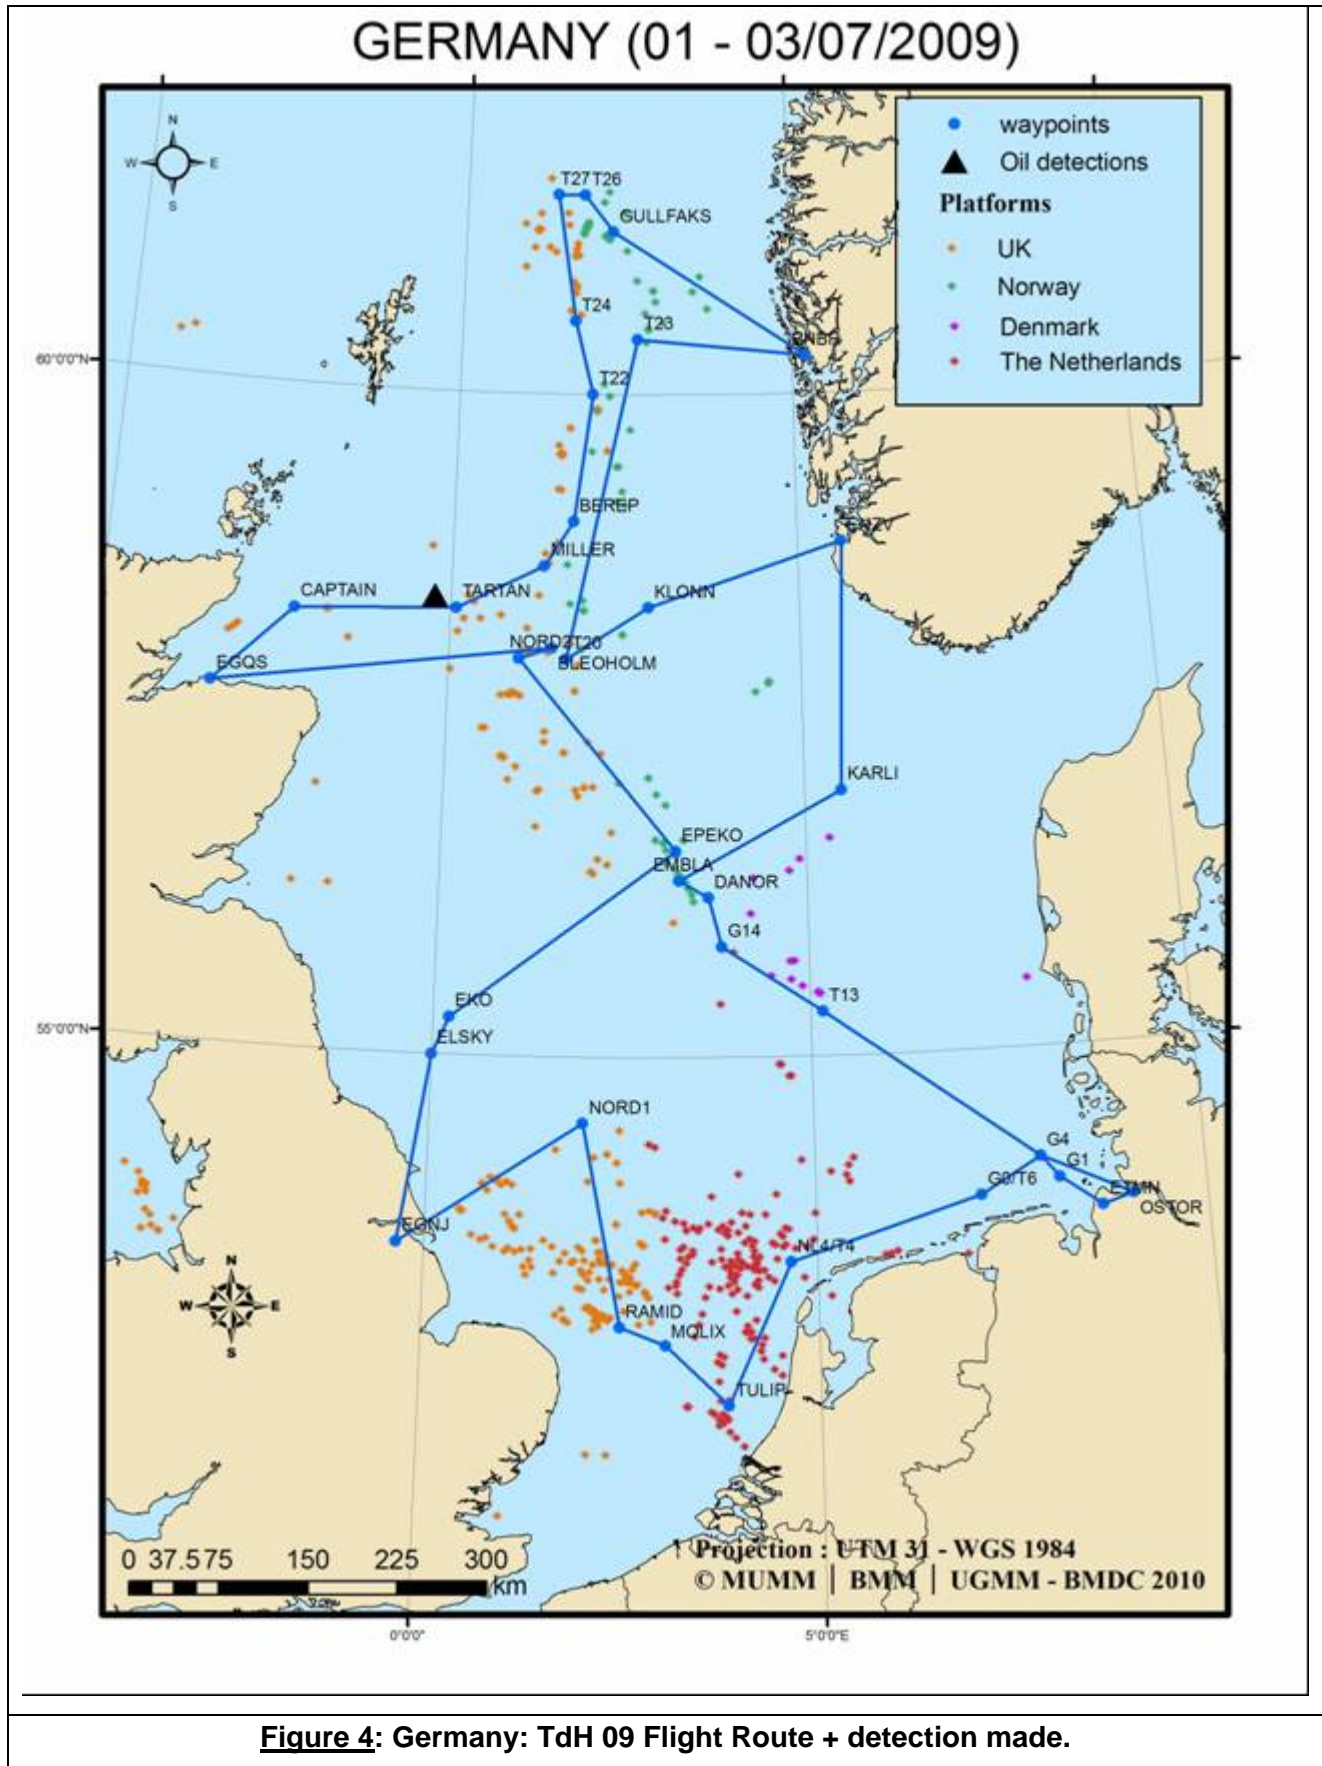 GERMANY (01 - 03/07/2009)
N
W
E
S
waypoints
Oil detections
Platforms
UK
Norway
Denmark
The Netherlands
T27
T26
GULLFAKS
T24
T23
60°0'0"N
T22
BEREP
MILLER
CAPTAIN
TARTAN
KLONN
T20
BLEOHOLM
EGQS
KARLI
EPEKO
EMBLA
DANOR
G14
EKO
T13
55°0'0"N
ELSKY
NORD1
G4
G1
G0/T6
ETMN
OSTOR
EGNJ
NL4/T4
N
W
E
S
RAMID
MOLIX
TULIP
0 37.5 75 150 225 300
km
Projection : UTM 31 - WGS 1984
© MUMM | BMM | UGMM - BMDC 2010
0°0'0"
5°0'0"E
Figure 4: Germany: TdH 09 Flight Route + detection made.